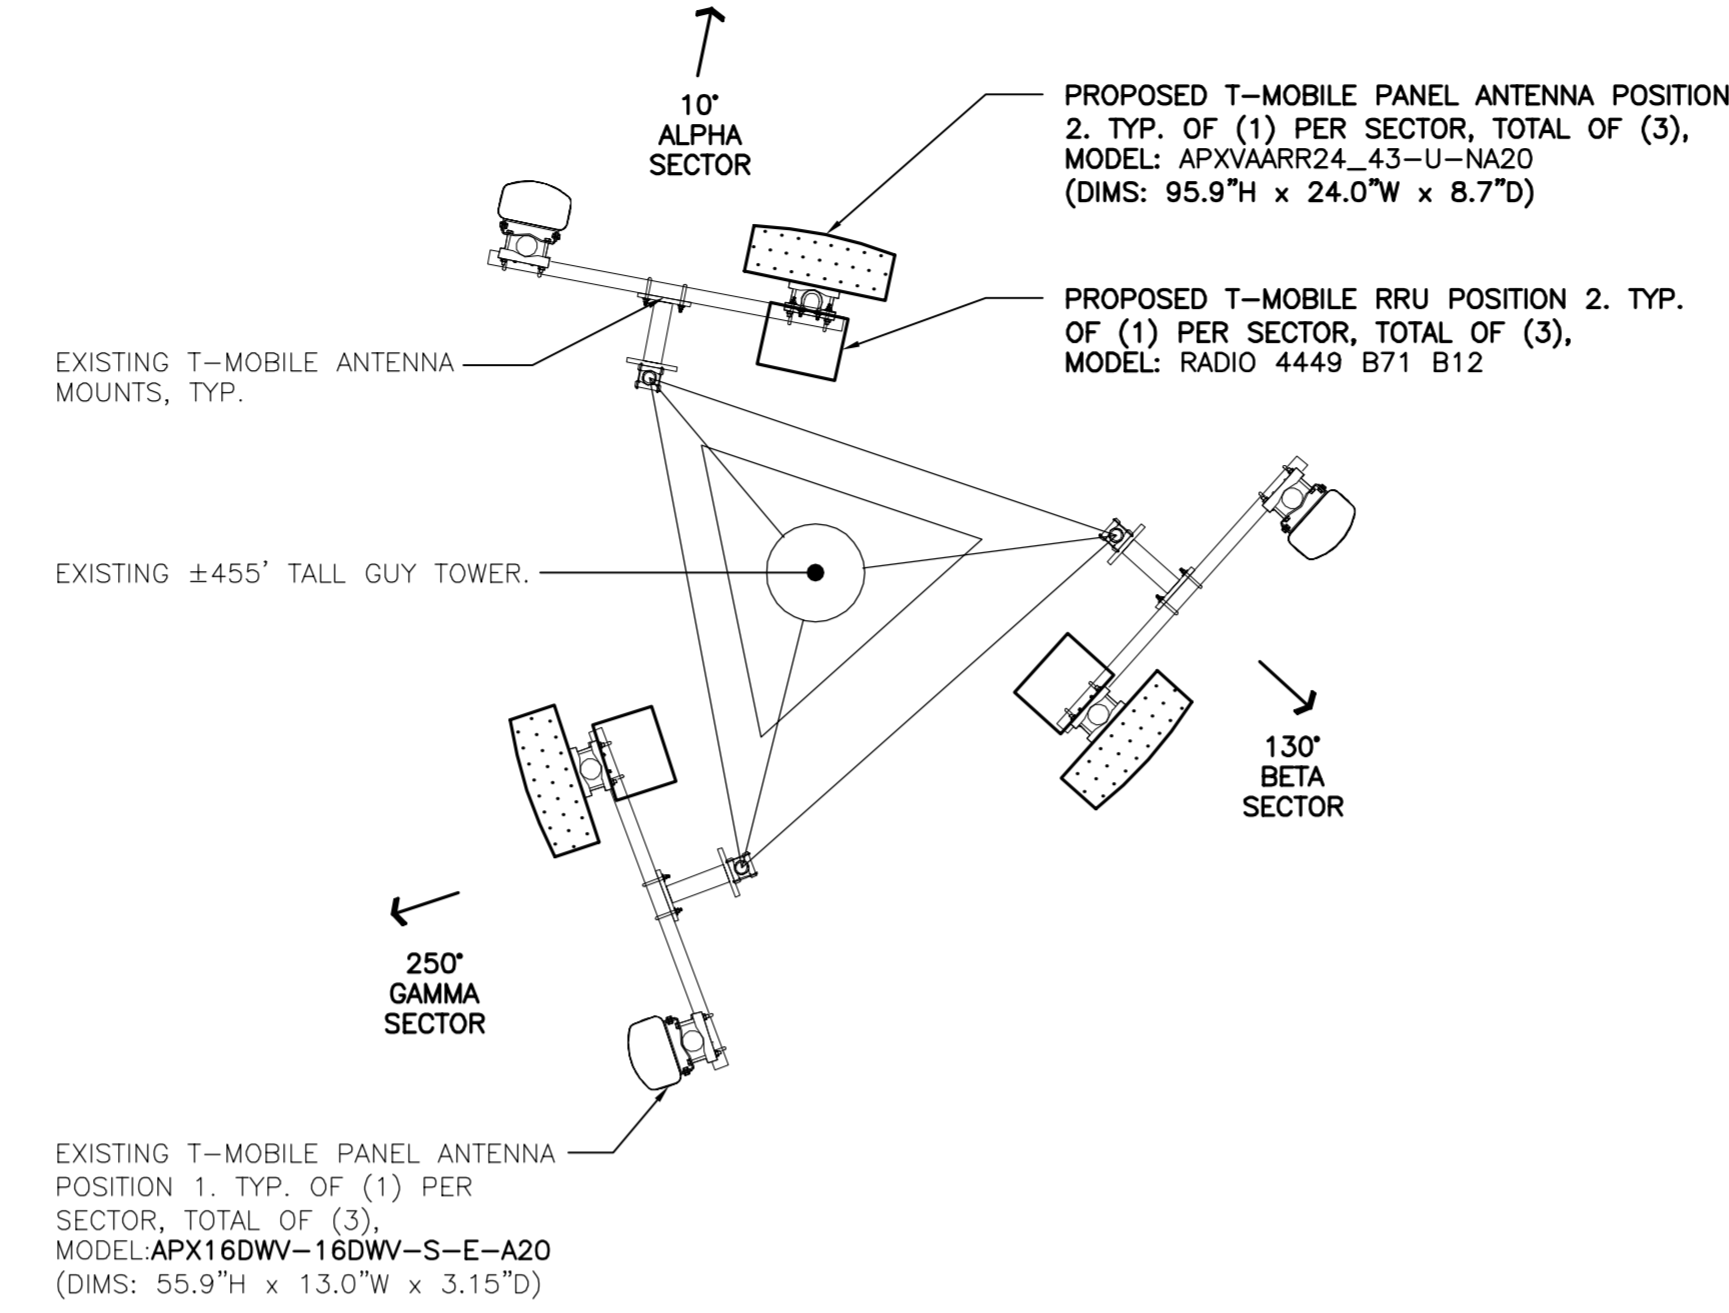 10°
ALPHA
SECTOR
PROPOSED T-MOBILE PANEL ANTENNA POSITION
2. TYP. OF (1) PER SECTOR, TOTAL OF (3),
MODEL: APXVAARR24_43-U-NA20
(DIMS: 95.9"H x 24.0"W x 8.7"D)
PROPOSED T-MOBILE RRU POSITION 2. TYP.
OF (1) PER SECTOR, TOTAL OF (3),
MODEL: RADIO 4449 B71 B12
EXISTING T-MOBILE ANTENNA
MOUNTS, TYP.
EXISTING ±455' TALL GUY TOWER.
130°
BETA
SECTOR
250°
GAMMA
SECTOR
EXISTING T-MOBILE PANEL ANTENNA
POSITION 1. TYP. OF (1) PER
SECTOR, TOTAL OF (3),
MODEL:APX16DWV-16DWV-S-E-A20
(DIMS: 55.9"H x 13.0"W x 3.15"D)